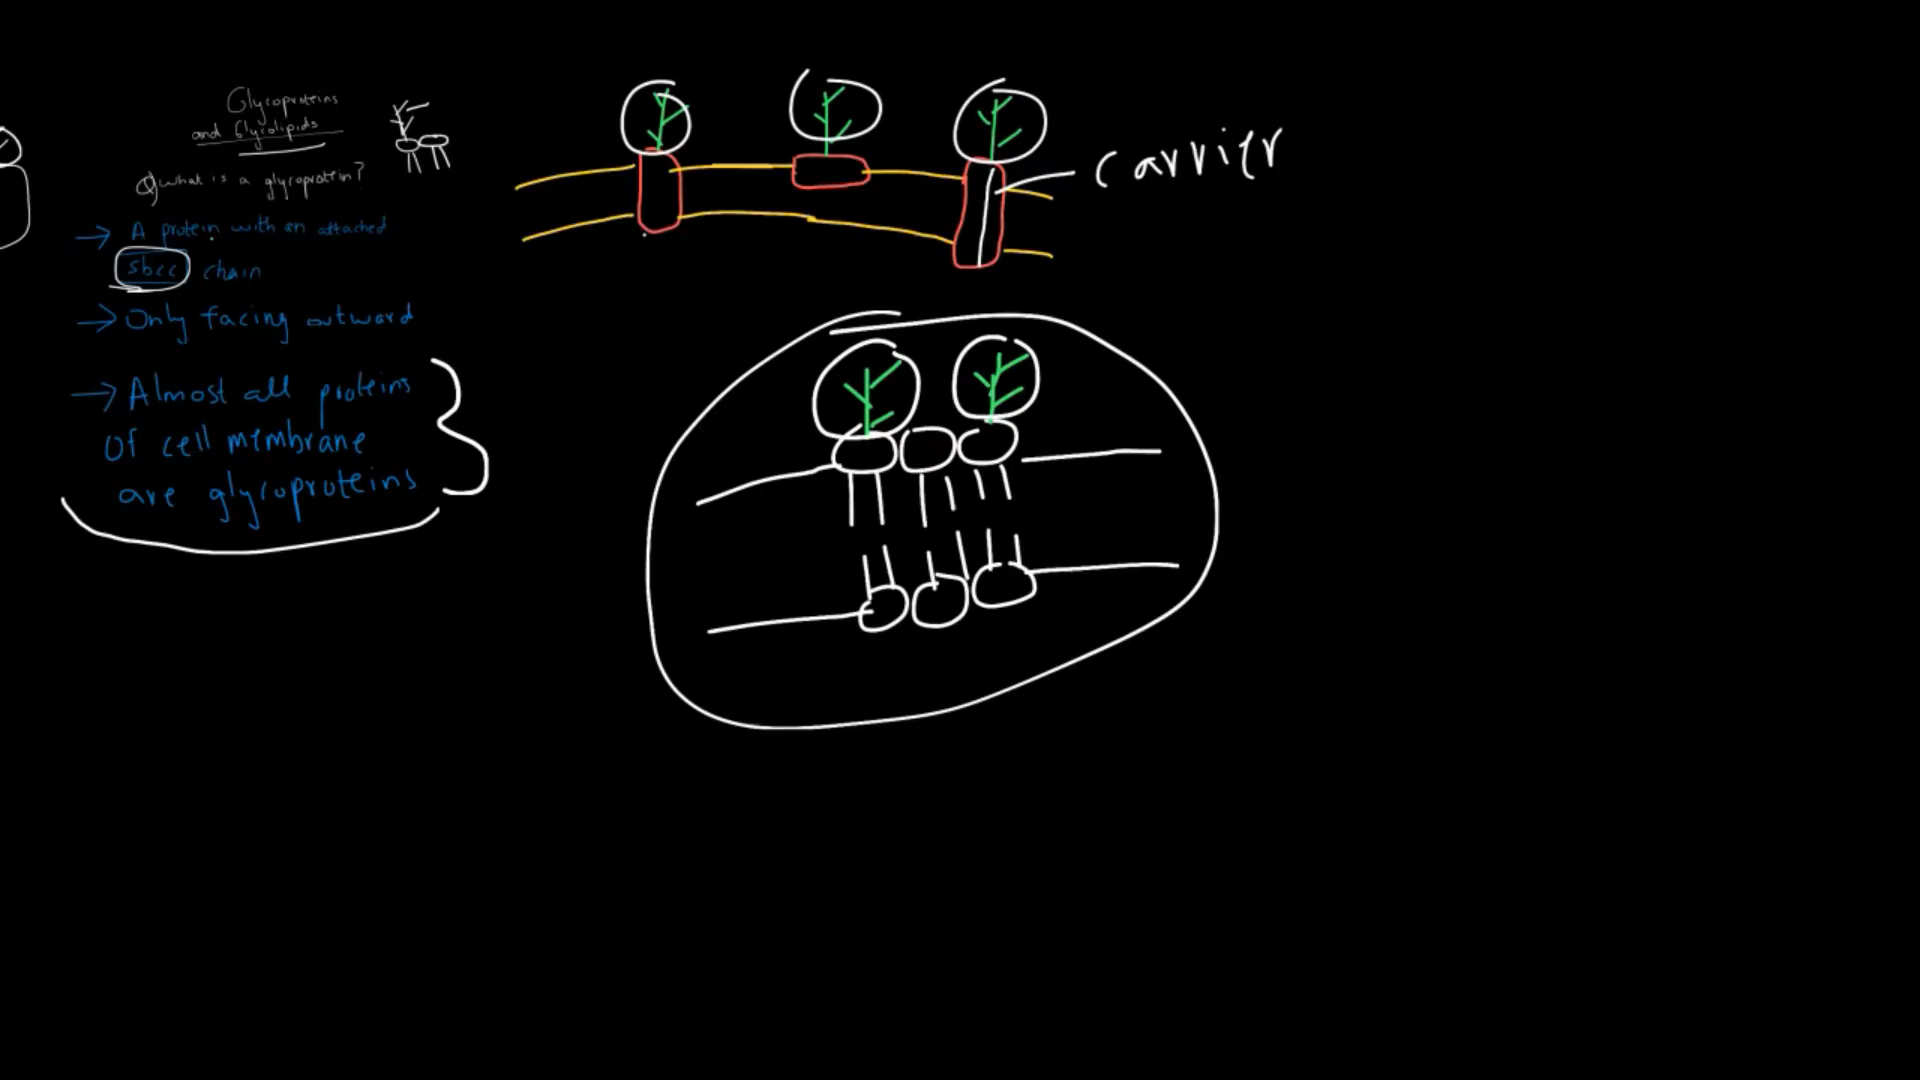 Glycoproteins
and Glycolipids
Q) what is a glycoprotein?
→ A protein with an attached
sbcc chain
→ Only facing outward
→ Almost all proteins
of cell membrane
are glycoproteins
carrier